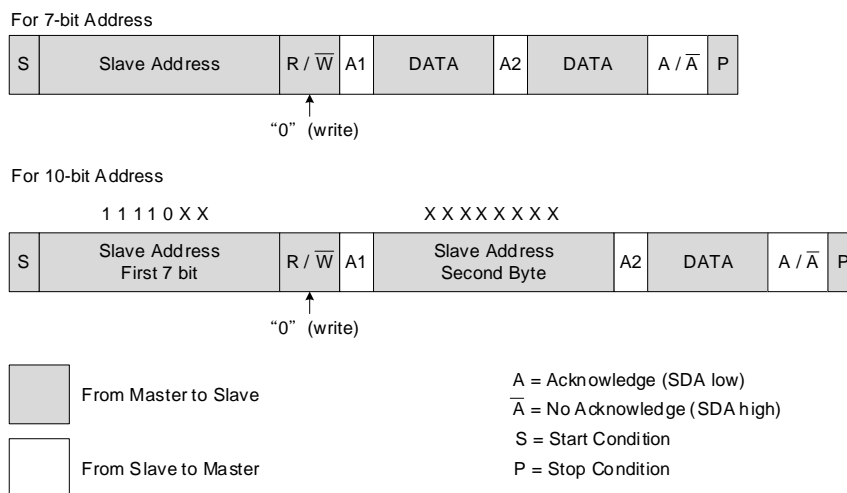 For 7-bit Address
S Slave Address R / W̅ A1 DATA A2 DATA A / A̅ P
“0” (write)
For 10-bit Address
1 1 1 1 0 X X X X X X X X X X
S Slave Address First 7 bit R / W̅ A1 Slave Address Second Byte A2 DATA A / A̅ P
“0” (write)
From Master to Slave
From Slave to Master
A = Acknowledge (SDA low)
A̅ = No Acknowledge (SDA high)
S = Start Condition
P = Stop Condition